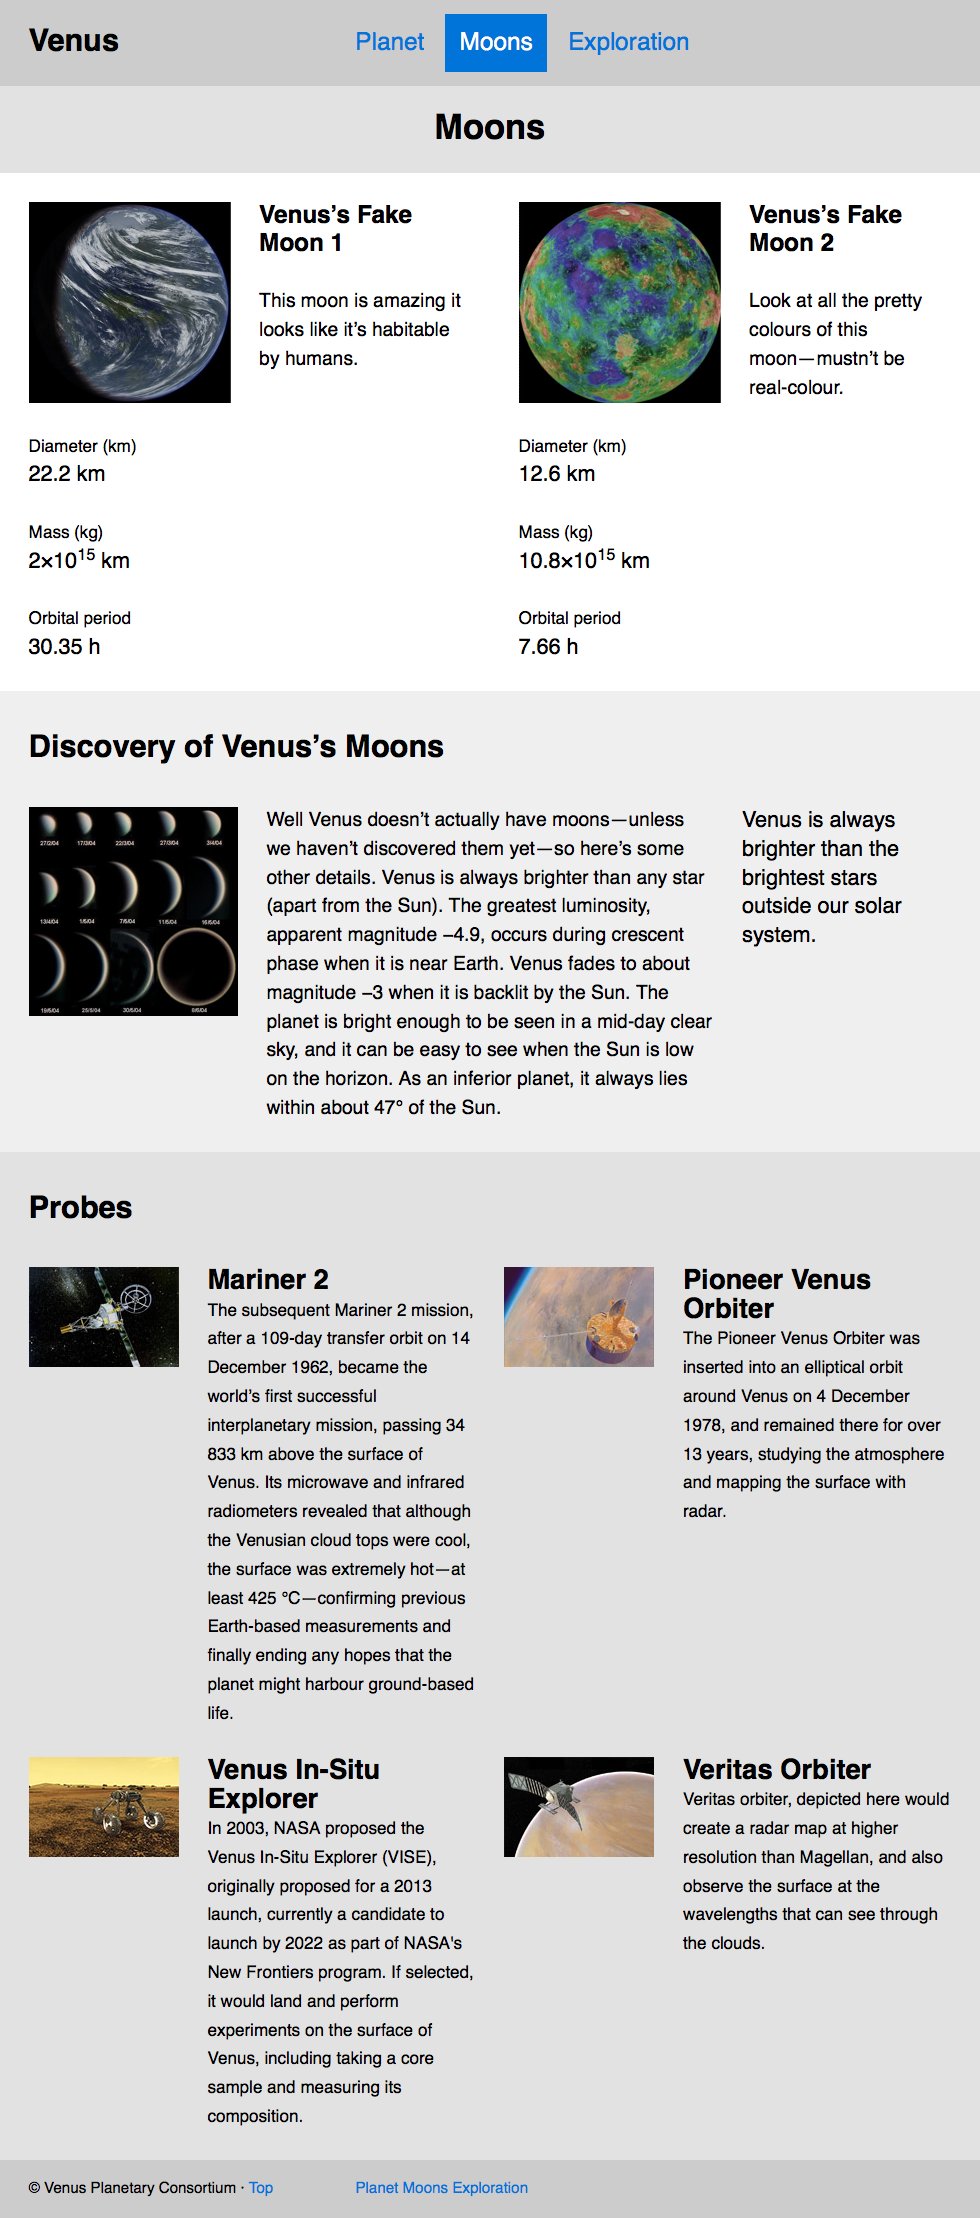 Venus
Planet Moons Exploration
Moons
Venus’s Fake
Moon 1
This moon is amazing it
looks like it’s habitable
by humans.
Diameter (km)
22.2 km
Mass (kg)
2×10¹⁵ km
Orbital period
30.35 h
Venus’s Fake
Moon 2
Look at all the pretty
colours of this
moon—mustn’t be
real-colour.
Diameter (km)
12.6 km
Mass (kg)
10.8×10¹⁵ km
Orbital period
7.66 h
Discovery of Venus’s Moons
27/2/04 17/3/04 22/3/04 27/3/04 3/4/04
13/4/04 1/5/04 7/5/04 11/5/04 16/5/04
19/5/04 25/5/04 30/5/04 8/6/04
Well Venus doesn’t actually have moons—unless
we haven’t discovered them yet—so here’s some
other details. Venus is always brighter than any star
(apart from the Sun). The greatest luminosity,
apparent magnitude −4.9, occurs during crescent
phase when it is near Earth. Venus fades to about
magnitude −3 when it is backlit by the Sun. The
planet is bright enough to be seen in a mid-day clear
sky, and it can be easy to see when the Sun is low
on the horizon. As an inferior planet, it always lies
within about 47° of the Sun.
Venus is always
brighter than the
brightest stars
outside our solar
system.
Probes
Mariner 2
The subsequent Mariner 2 mission,
after a 109-day transfer orbit on 14
December 1962, became the
world’s first successful
interplanetary mission, passing 34
833 km above the surface of
Venus. Its microwave and infrared
radiometers revealed that although
the Venusian cloud tops were cool,
the surface was extremely hot—at
least 425 °C—confirming previous
Earth-based measurements and
finally ending any hopes that the
planet might harbour ground-based
life.
Pioneer Venus
Orbiter
The Pioneer Venus Orbiter was
inserted into an elliptical orbit
around Venus on 4 December
1978, and remained there for over
13 years, studying the atmosphere
and mapping the surface with
radar.
Venus In-Situ
Explorer
In 2003, NASA proposed the
Venus In-Situ Explorer (VISE),
originally proposed for a 2013
launch, currently a candidate to
launch by 2022 as part of NASA's
New Frontiers program. If selected,
it would land and perform
experiments on the surface of
Venus, including taking a core
sample and measuring its
composition.
Veritas Orbiter
Veritas orbiter, depicted here would
create a radar map at higher
resolution than Magellan, and also
observe the surface at the
wavelengths that can see through
the clouds.
© Venus Planetary Consortium · Top
Planet Moons Exploration